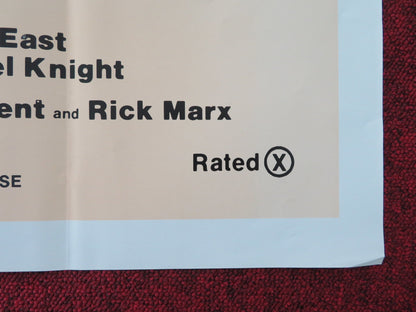 East
el Knight
ent and Rick Marx
Rated X
SE